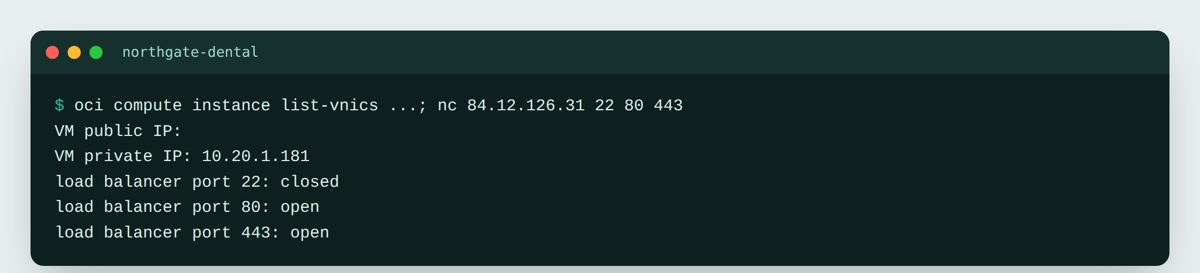 northgate-dental
$ oci compute instance list-vnics ...; nc 84.12.126.31 22 80 443
VM public IP:
VM private IP: 10.20.1.181
load balancer port 22: closed
load balancer port 80: open
load balancer port 443: open